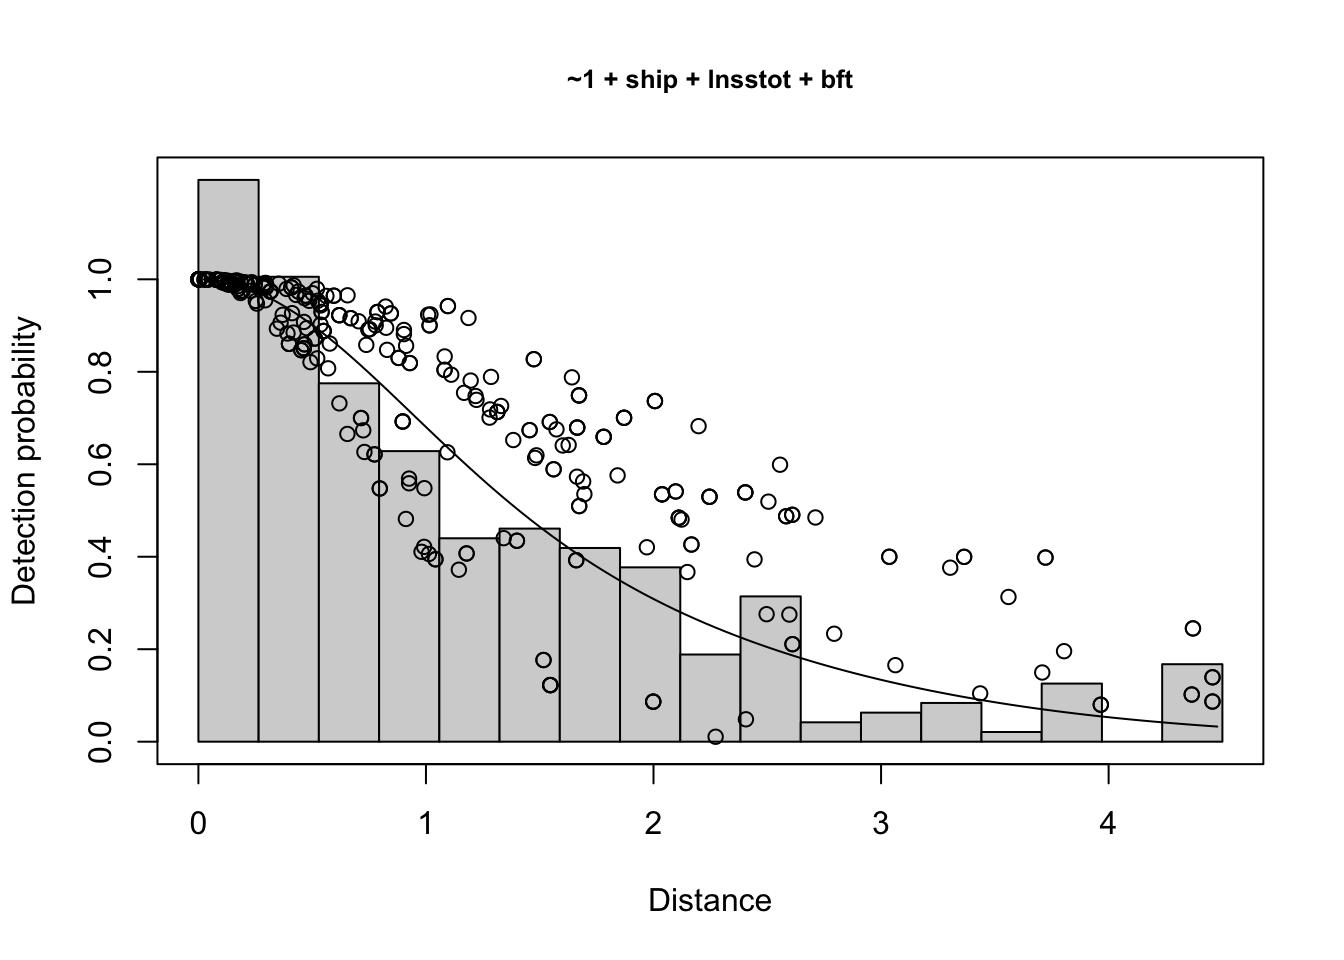 ~1 + ship + lnsstot + bft
Detection probability
1.0
0.8
0.6
0.4
0.2
0.0
0 1 2 3 4
Distance